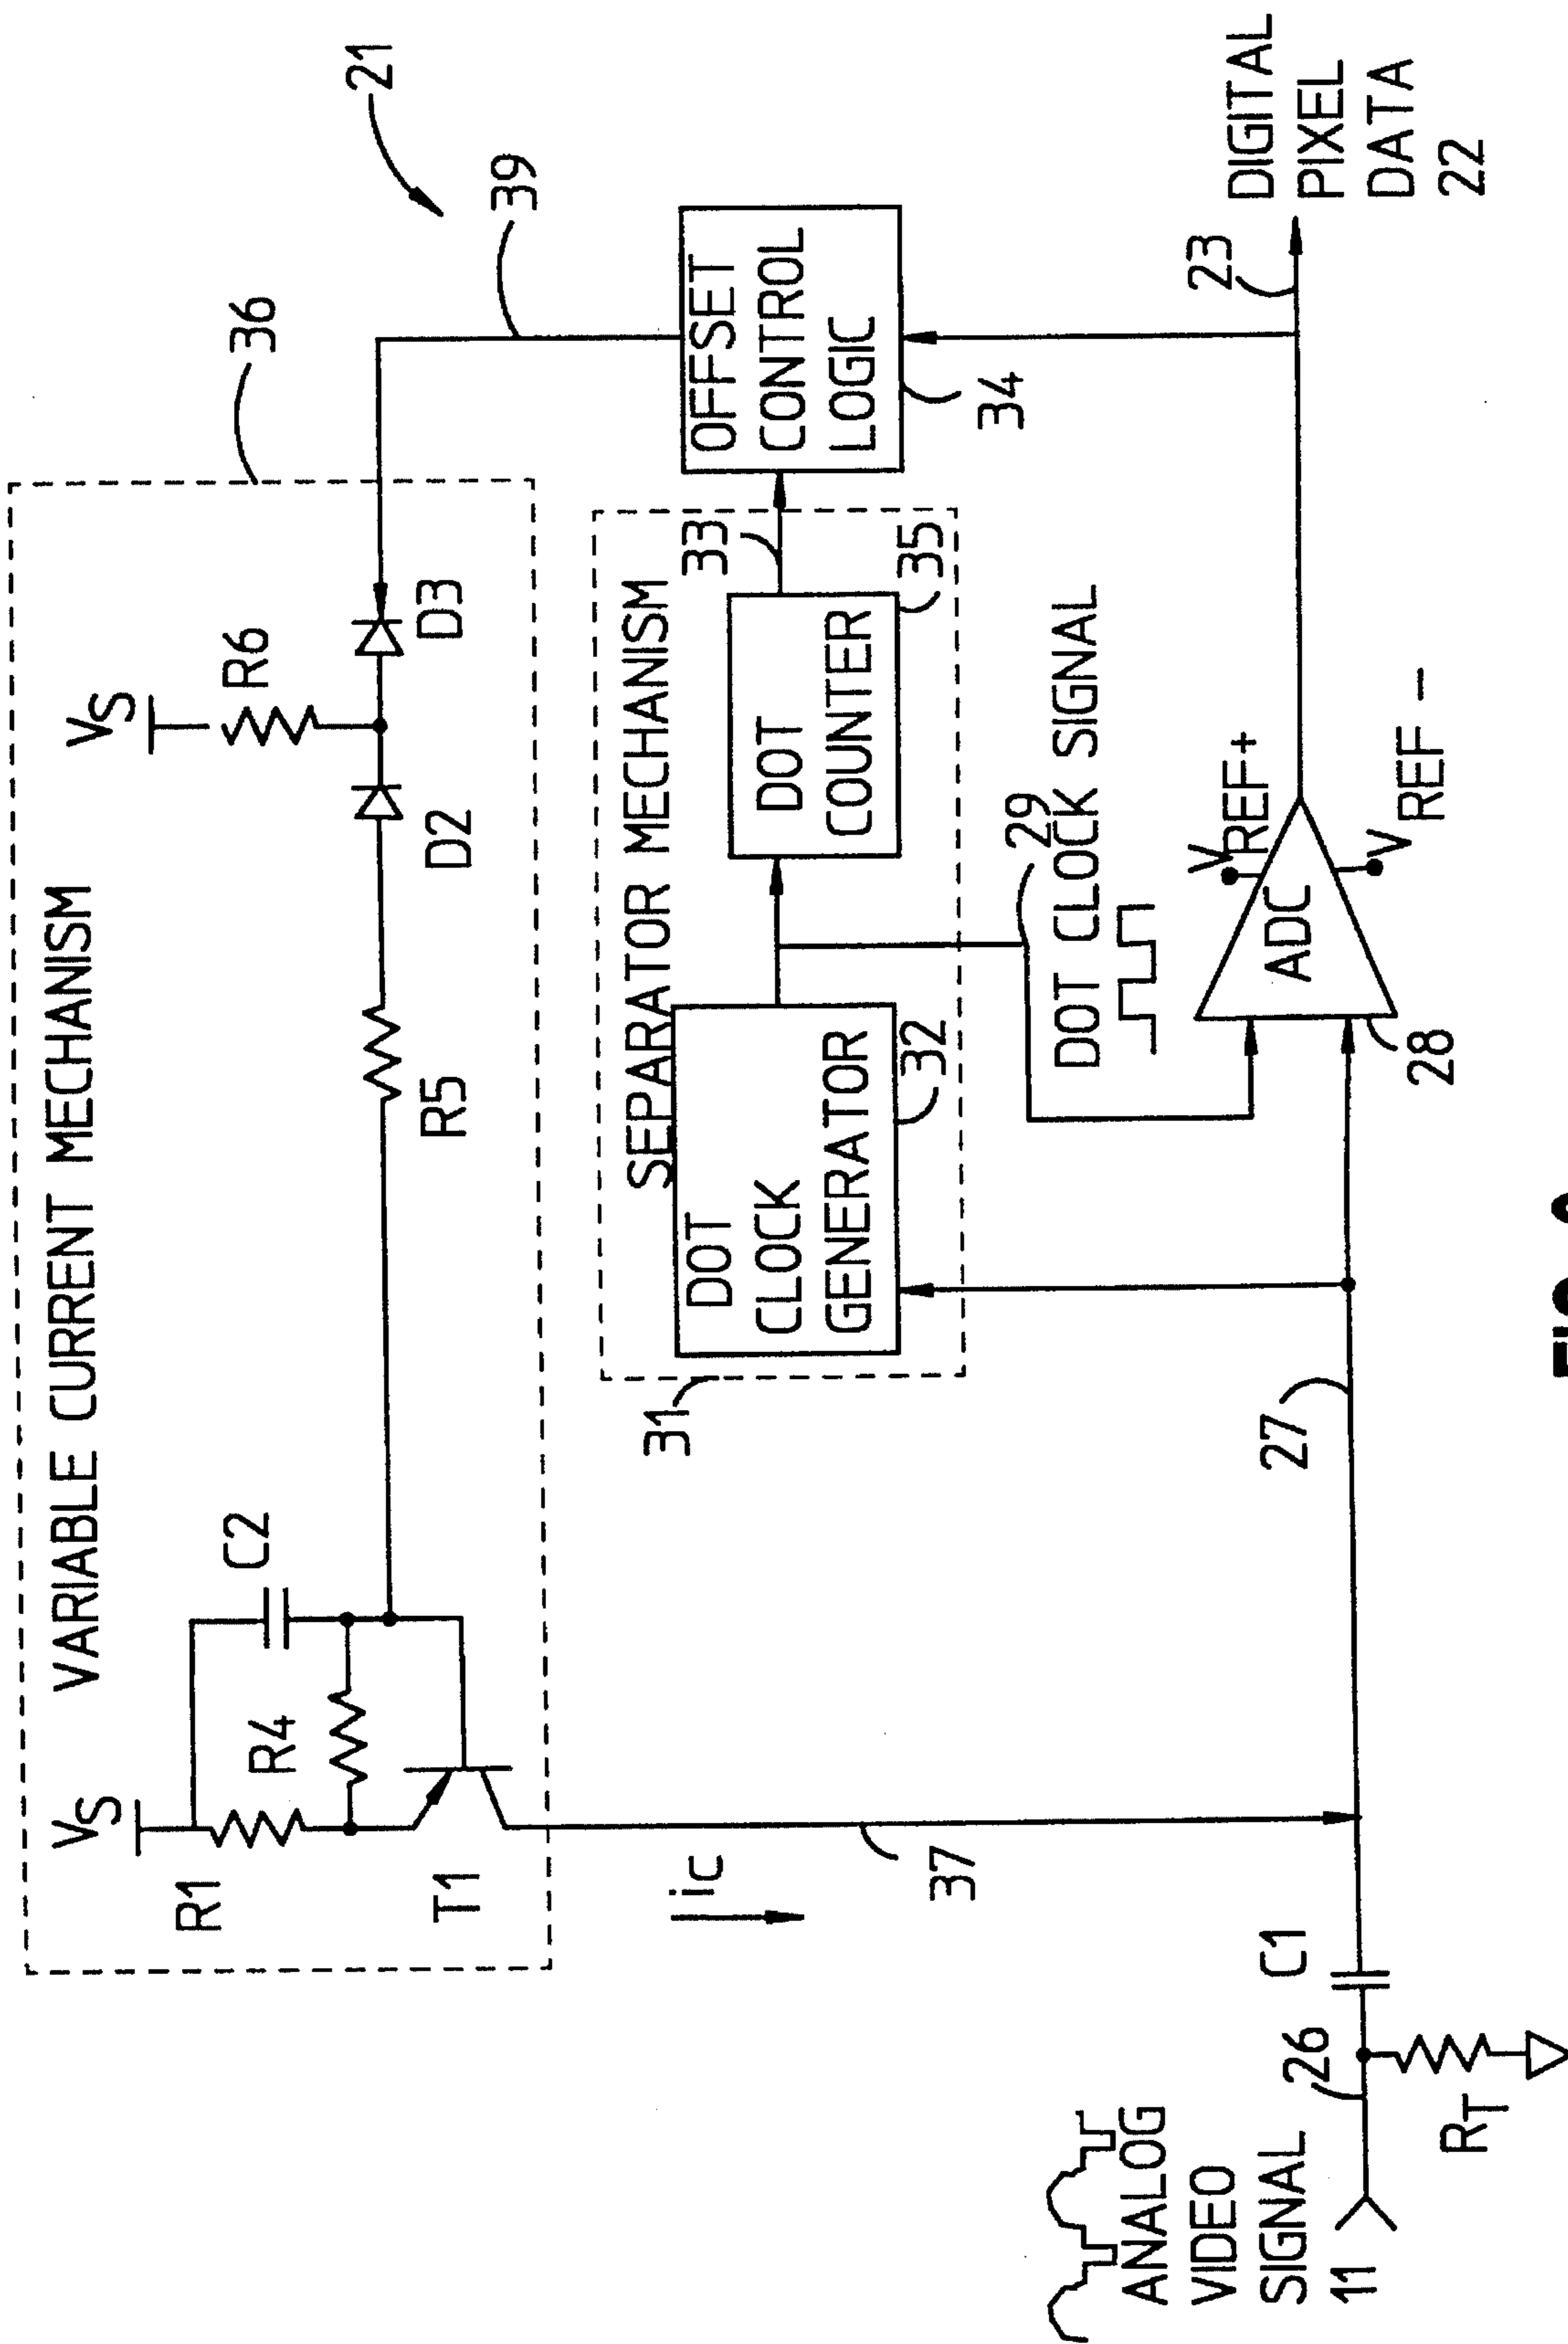 21
36
39
VARIABLE CURRENT MECHANISM
VS
R1
R4
C2
T1
R5
D2
VS
R6
D3
iC
37
31
SEPARATOR MECHANISM
DOT
CLOCK
GENERATOR
32
DOT
COUNTER
35
33
OFFSET
CONTROL
LOGIC
34
29
DOT CLOCK SIGNAL
ANALOG
VIDEO
SIGNAL
11
26
RT
C1
27
28
ADC
VREF+
VREF -
23
DIGITAL
PIXEL
DATA
22